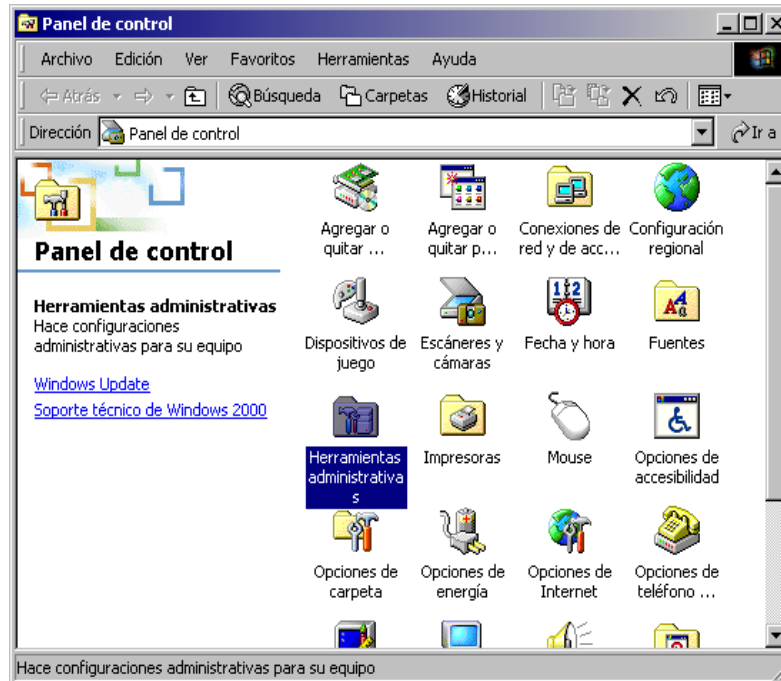 Panel de control
Archivo Edición Ver Favoritos Herramientas Ayuda
Atrás Búsqueda Carpetas Historial
Dirección Panel de control Ir a
Panel de control
Herramientas administrativas
Hace configuraciones
administrativas para su equipo
Windows Update
Soporte técnico de Windows 2000
Agregar o
quitar ...
Agregar o
quitar p...
Conexiones de
red y de acc...
Configuración
regional
Dispositivos de
juego
Escáneres y
cámaras
Fecha y hora
Fuentes
Herramientas
administrativa
s
Impresoras
Mouse
Opciones de
accesibilidad
Opciones de
carpeta
Opciones de
energía
Opciones de
Internet
Opciones de
teléfono ...
Hace configuraciones administrativas para su equipo